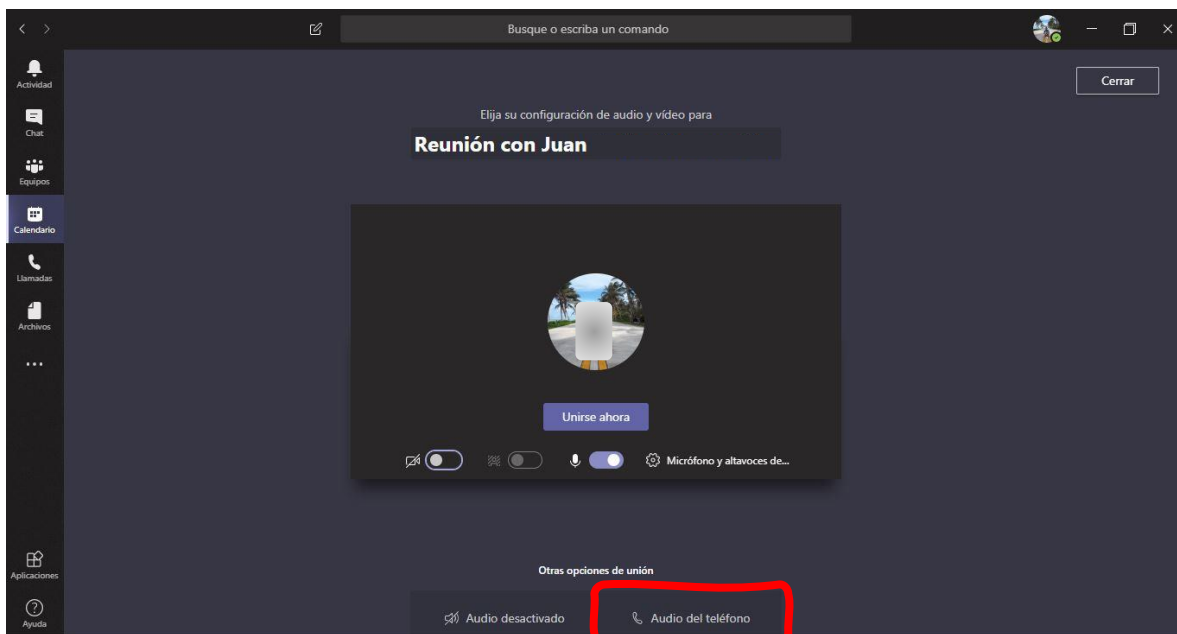 Busque o escriba un comando
Actividad
Chat
Equipos
Calendario
Llamadas
Archivos
Aplicaciones
Ayuda
Cerrar
Elija su configuración de audio y vídeo para
Reunión con Juan
Unirse ahora
Micrófono y altavoces de...
Otras opciones de unión
Audio desactivado
Audio del teléfono